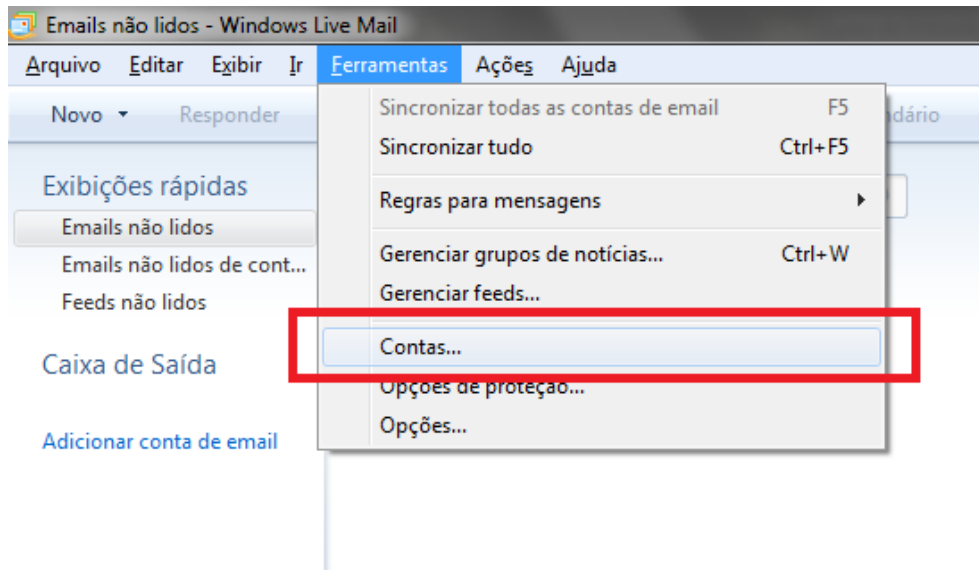 Emails não lidos - Windows Live Mail
Arquivo Editar Exibir Ir Ferramentas Ações Ajuda
Novo Responder ndário
Sincronizar todas as contas de email F5
Sincronizar tudo Ctrl+F5
Regras para mensagens
Gerenciar grupos de notícias... Ctrl+W
Gerenciar feeds...
Contas...
Opções de proteção...
Opções...
Exibições rápidas
Emails não lidos
Emails não lidos de cont...
Feeds não lidos
Caixa de Saída
Adicionar conta de email